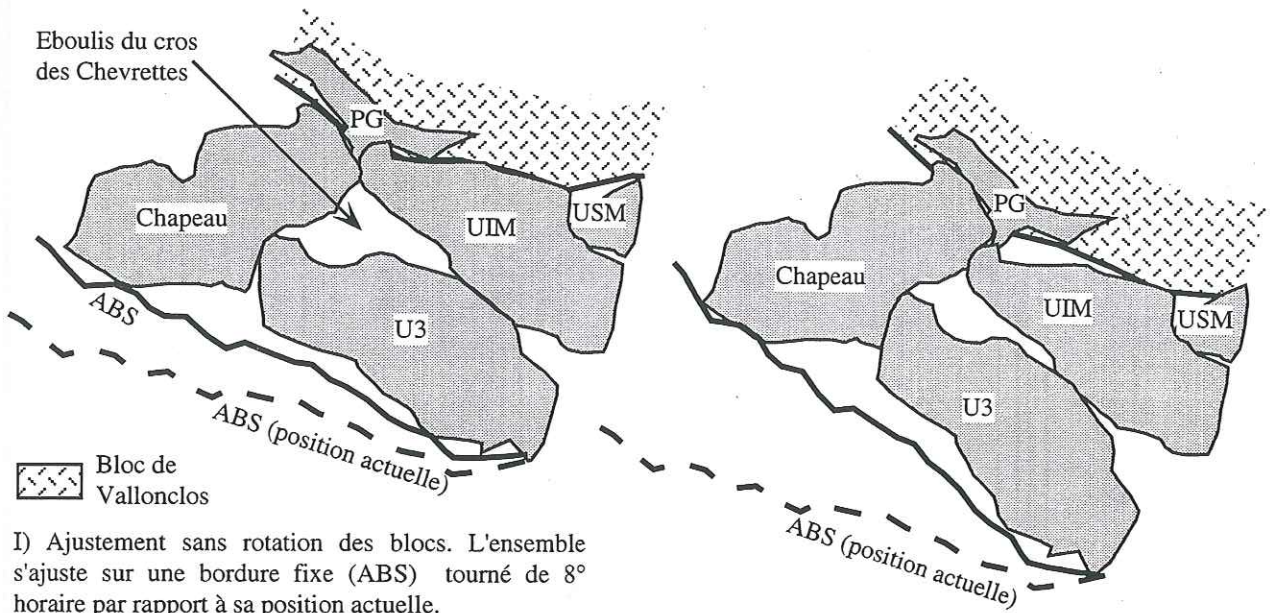 Eboulis du cros
des Chevrettes
PG
Chapeau
UIM
USM
ABS
U3
ABS (position actuelle)
Bloc de
Vallonclos
I) Ajustement sans rotation des blocs. L'ensemble
s'ajuste sur une bordure fixe (ABS) tourné de 8°
horaire par rapport à sa position actuelle.
PG
Chapeau
UIM
USM
U3
ABS (position actuelle)